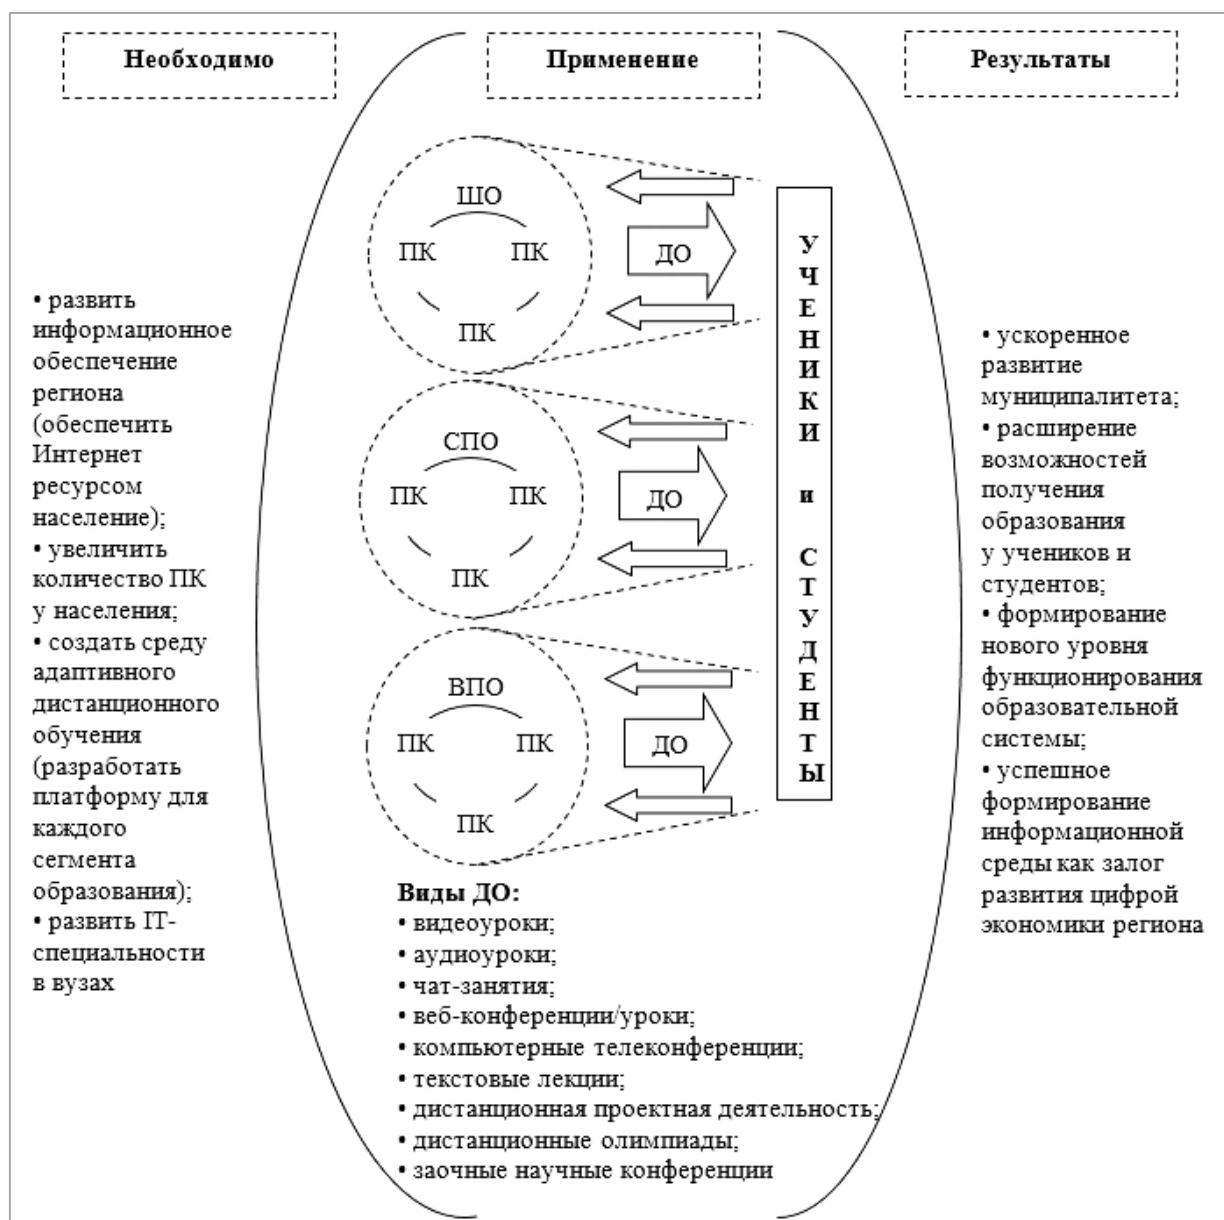 Необходимо
Применение
Результаты
• развить
информационное
обеспечение
региона
(обеспечить
Интернет
ресурсом
население);
• увеличить
количество ПК
у населения;
• создать среду
адаптивного
дистанционного
обучения
(разработать
платформу для
каждого
сегмента
образования);
• развить IT-
специальности
в вузах
ШО
ПК ПК
ПК
ДО
СПО
ПК ПК
ПК
ДО
ВПО
ПК ПК
ПК
ДО
УЧЕНИКИ и СТУДЕНТЫ
Виды ДО:
• видеоуроки;
• аудиоуроки;
• чат-занятия;
• веб-конференции/уроки;
• компьютерные телеконференции;
• текстовые лекции;
• дистанционная проектная деятельность;
• дистанционные олимпиады;
• заочные научные конференции
• ускоренное
развитие
муниципалитета;
• расширение
возможностей
получения
образования
у учеников и
студентов;
• формирование
нового уровня
функционирования
образовательной
системы;
• успешное
формирование
информационной
среды как залог
развития цифрой
экономики региона